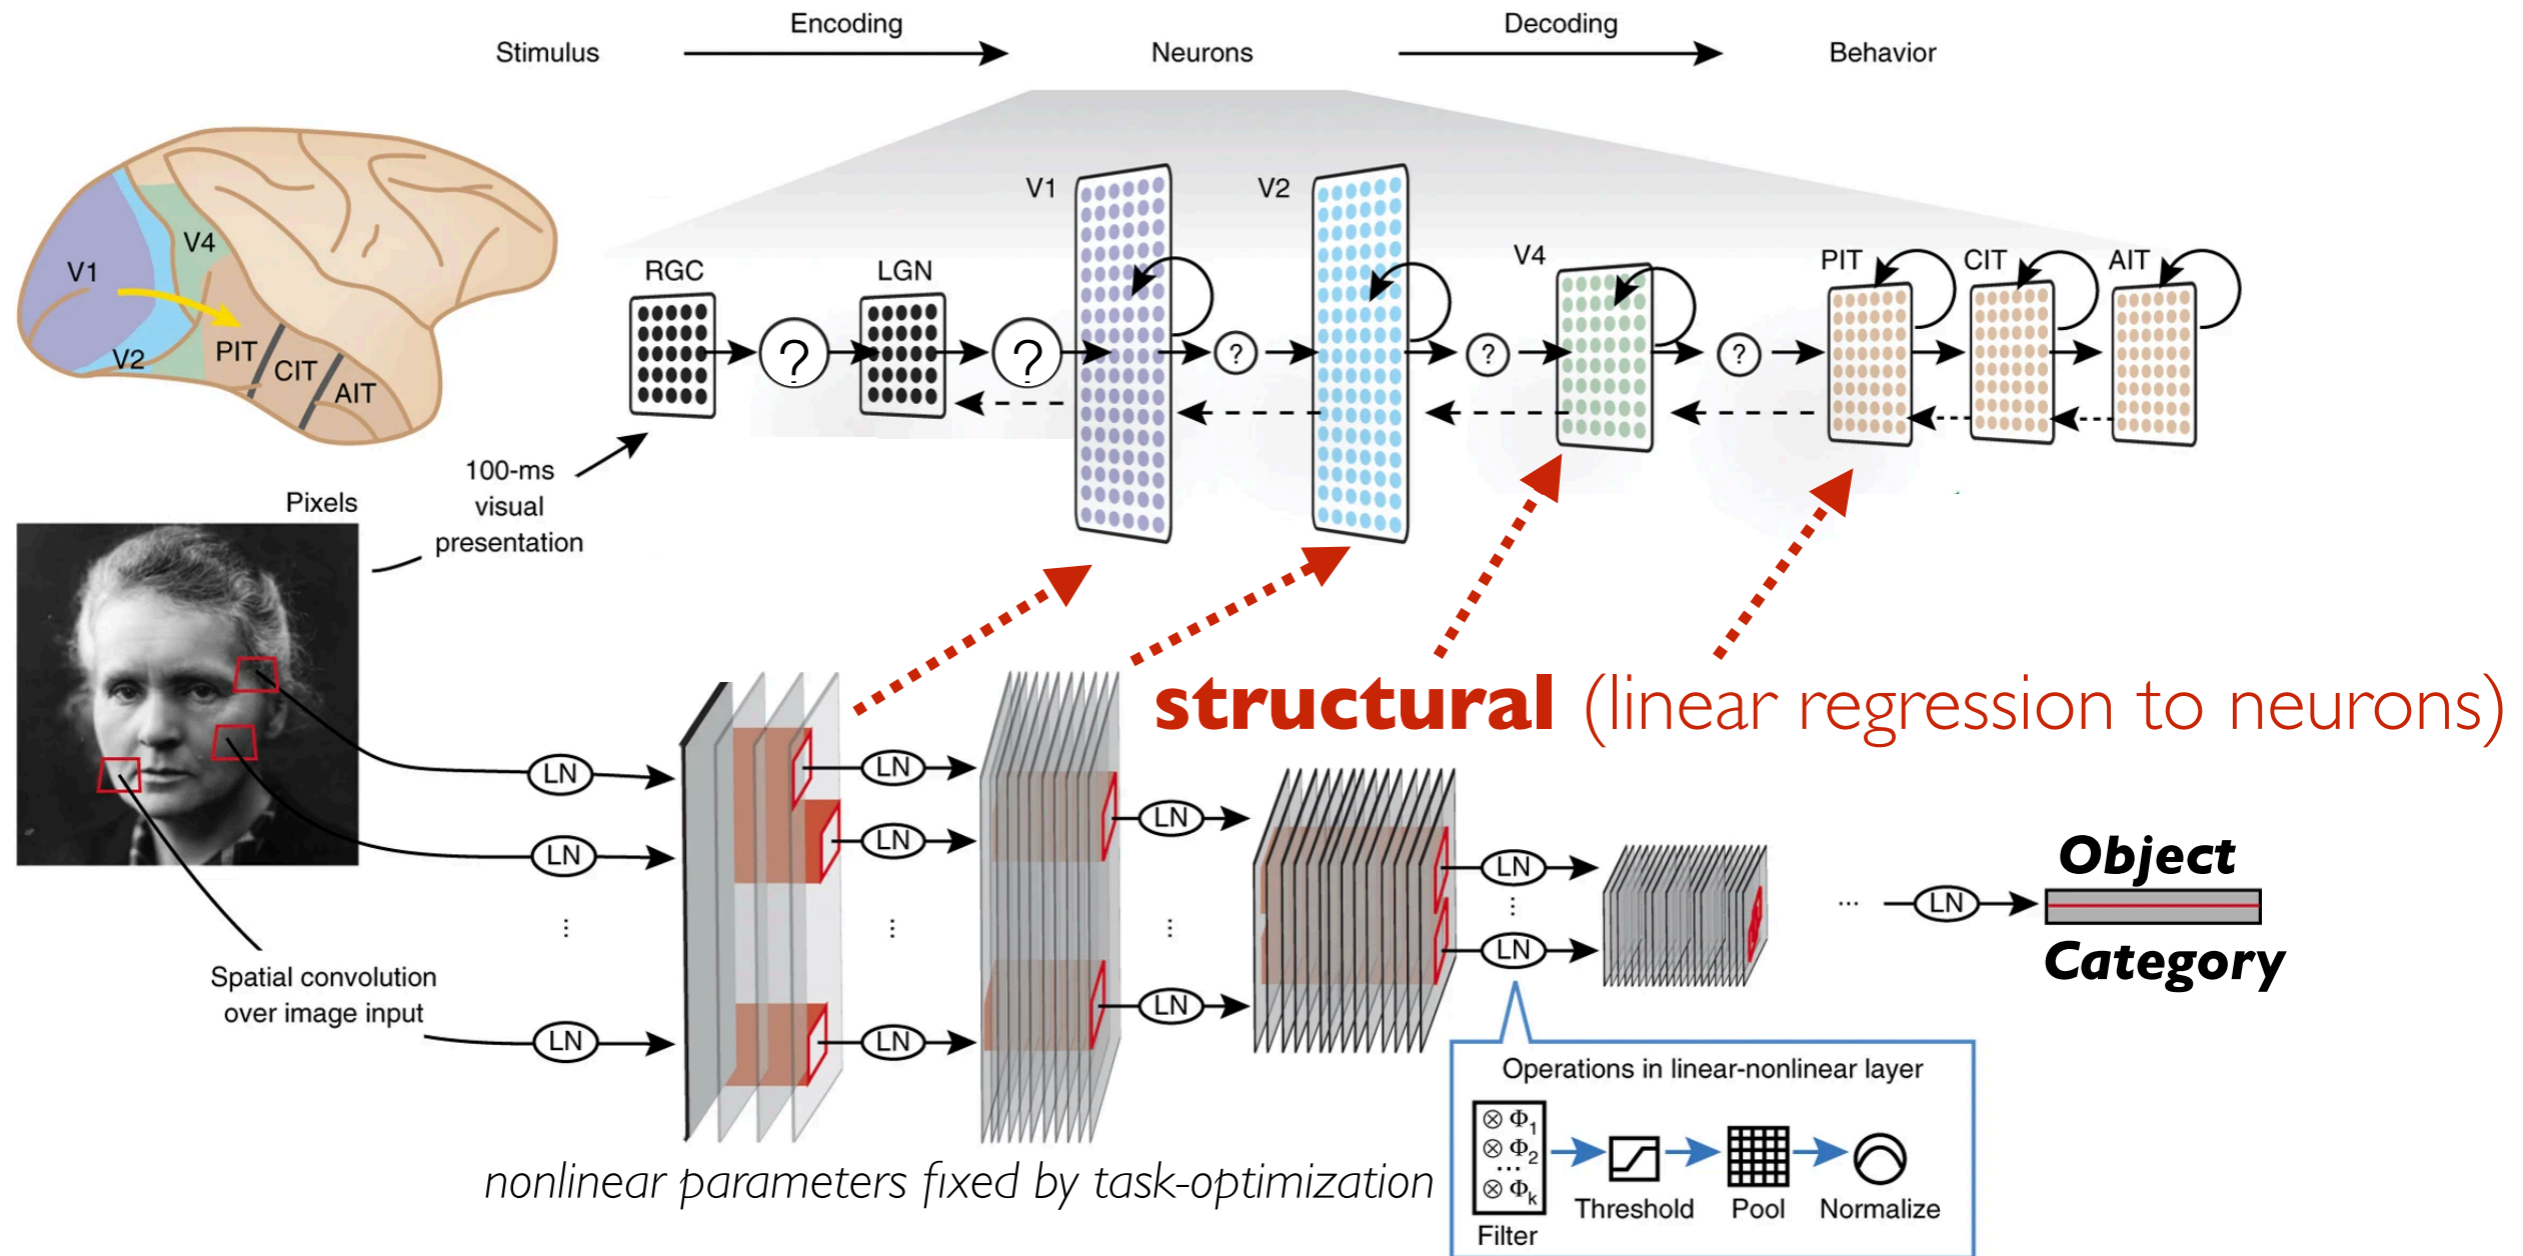 Stimulus
Encoding
Neurons
Decoding
Behavior
V1
V2
V4
PIT
CIT
AIT
RGC
?
LGN
?
V1
?
V2
?
V4
?
PIT
CIT
AIT
100-ms
visual
presentation
Pixels
structural (linear regression to neurons)
LN
LN
⋮
LN
LN
LN
⋮
LN
LN
⋮
LN
LN
⋮
LN
...
LN
Object
Category
Spatial convolution
over image input
nonlinear parameters fixed by task-optimization
Operations in linear-nonlinear layer
⊗ Φ1
⊗ Φ2
...
⊗ Φk
Filter
Threshold
Pool
Normalize